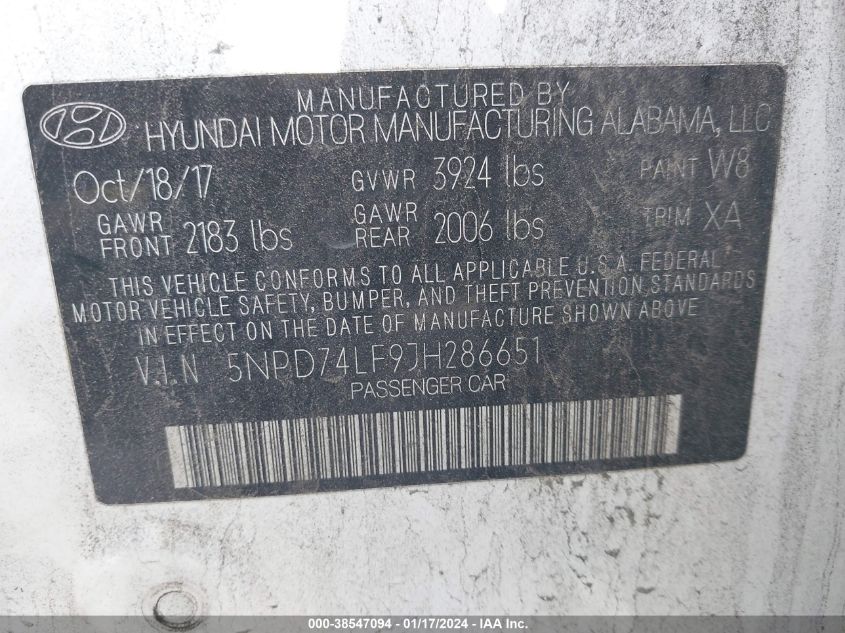 MANUFACTURED BY
HYUNDAI MOTOR MANUFACTURING ALABAMA, LLC
Oct/18/17 GVWR 3924 lbs PAINT W8
GAWR FRONT 2183 lbs GAWR REAR 2006 lbs TRIM XA
THIS VEHICLE CONFORMS TO ALL APPLICABLE U.S.A. FEDERAL
MOTOR VEHICLE SAFETY, BUMPER, AND THEFT PREVENTION STANDARDS
IN EFFECT ON THE DATE OF MANUFACTURE SHOWN ABOVE
V.I.N 5NPD74LF9JH286651
PASSENGER CAR
000-38547094 - 01/17/2024 - IAA Inc.